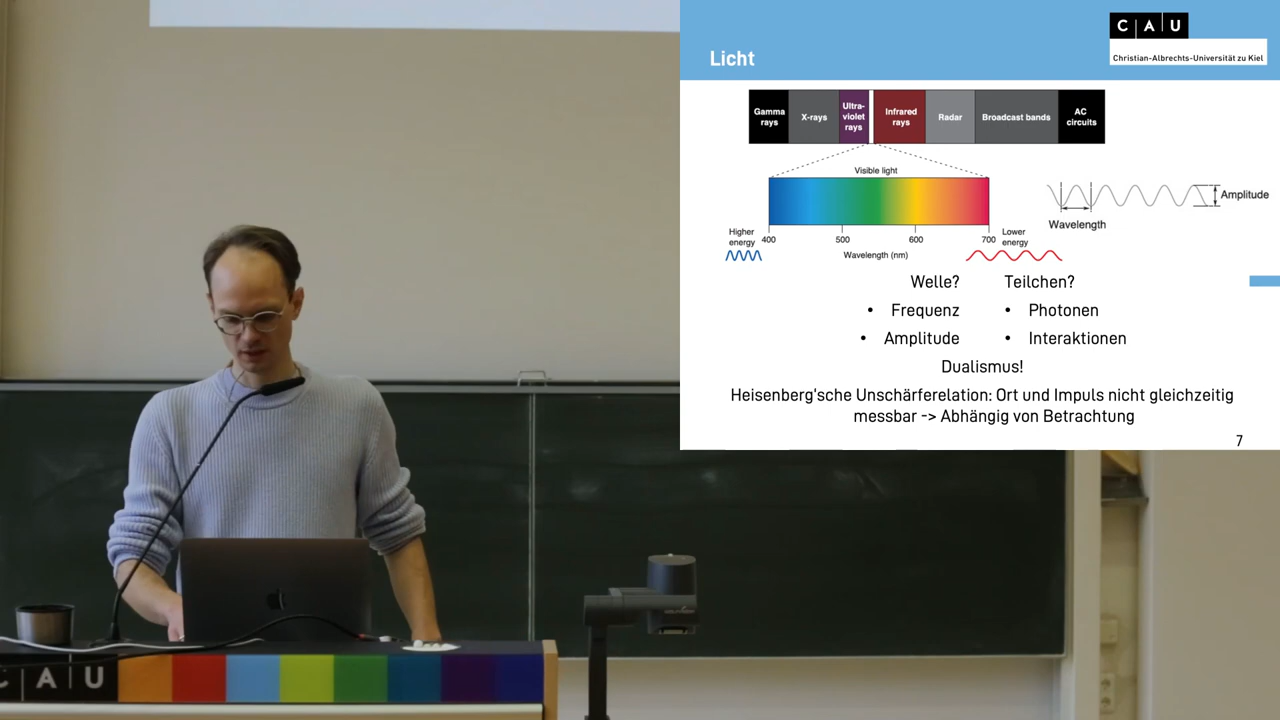 Licht
C A U
Christian-Albrechts-Universität zu Kiel
Gamma
rays
X-rays
Ultra-
violet
rays
Infrared
rays
Radar
Broadcast bands
AC
circuits
Visible light
Amplitude
Wavelength
Higher
energy
400
500
600
700
Lower
energy
Wavelength (nm)
Welle?
Teilchen?
• Frequenz
• Photonen
• Amplitude
• Interaktionen
Dualismus!
Heisenberg'sche Unschärferelation: Ort und Impuls nicht gleichzeitig
messbar -> Abhängig von Betrachtung
7
C A U